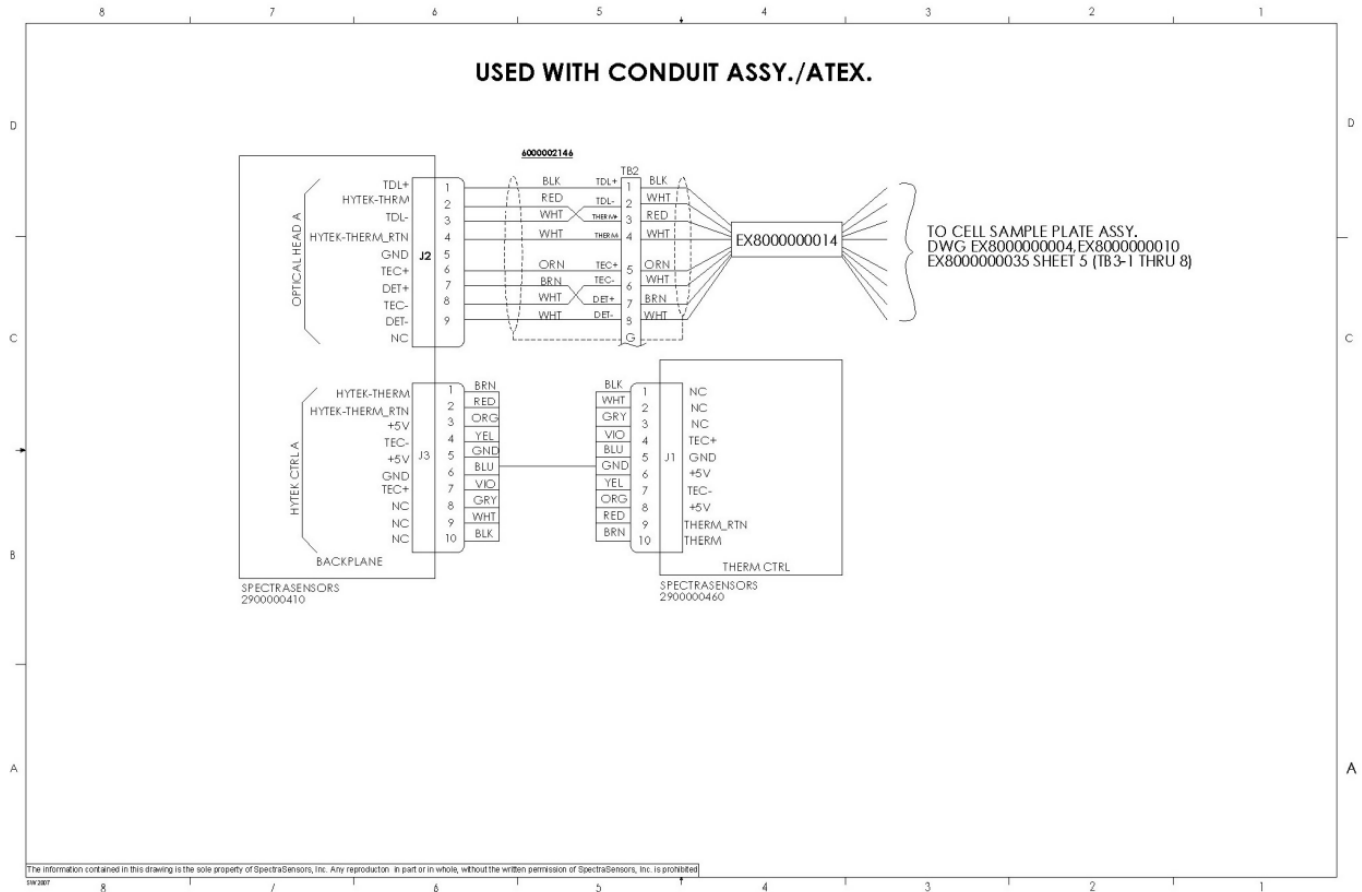 8 7 6 5 4 3 2 1
USED WITH CONDUIT ASSY./ATEX.
D
D
6000002146
TB2
OPTICAL HEAD A
TDL+
HYTEK-THRM
TDL-
HYTEK-THERM_RTN
GND
TEC+
DET+
TEC-
DET-
NC
J2
1
2
3
4
5
6
7
8
9
BLK TDL+ 1 BLK
RED TDL- 2 WHT
WHT THERM+ 3 RED
WHT THERM- 4 WHT
ORN TEC+ 5 ORN
BRN TEC- 6 WHT
WHT DET+ 7 BRN
WHT DET- 8 WHT
G
EX8000000014
TO CELL SAMPLE PLATE ASSY.
DWG EX8000000004,EX8000000010
EX8000000035 SHEET 5 (TB3-1 THRU 8)
C
C
HYTEK CTRL A
J3
HYTEK-THERM 1 BRN
HYTEK-THERM_RTN 2 RED
+5V 3 ORG
TEC- 4 YEL
+5V 5 GND
GND 6 BLU
TEC+ 7 VIO
NC 8 GRY
NC 9 WHT
NC 10 BLK
BACKPLANE
SPECTRASENSORS
2900000410
J1
BLK 1 NC
WHT 2 NC
GRY 3 NC
VIO 4 TEC+
BLU 5 GND
GND 6 +5V
YEL 7 TEC-
ORG 8 +5V
RED 9 THERM_RTN
BRN 10 THERM
THERM CTRL
SPECTRASENSORS
2900000460
B
B
A
A
The information contained in this drawing is the sole property of SpectraSensors, Inc. Any reproducton in part or in whole, without the written permission of SpectraSensors, Inc. is prohibited
SW2007
8 7 6 5 4 3 2 1